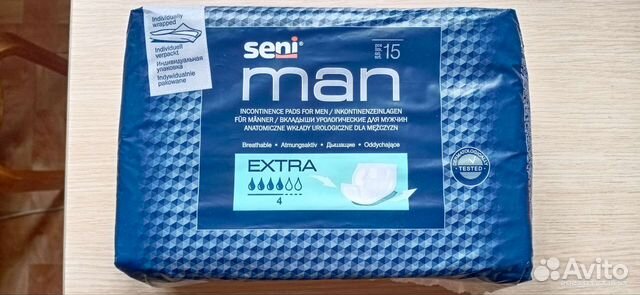 Individually
wrapped
Individuell
verpackt
Индивидуальная
упаковка
Indywidualnie
pakowane
seni®
man
15
INCONTINENCE PADS FOR MEN / INKONTINENZEINLAGEN
FÜR MÄNNER / ВКЛАДЫШИ УРОЛОГИЧЕСКИЕ ДЛЯ МУЖЧИН
ANATOMICZNE WKŁADY UROLOGICZNE DLA MĘŻCZYZN
Breathable • Atmungsaktiv • Дышащие • Oddychające
EXTRA
4
DERMATOLOGICALLY
TESTED
Avito